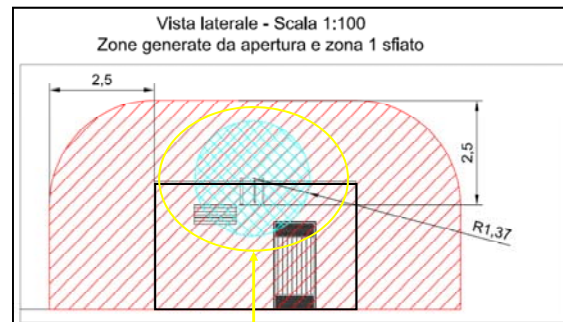 Vista laterale - Scala 1:100
Zone generate da apertura e zona 1 sfiato
2,5
2,5
R1,37